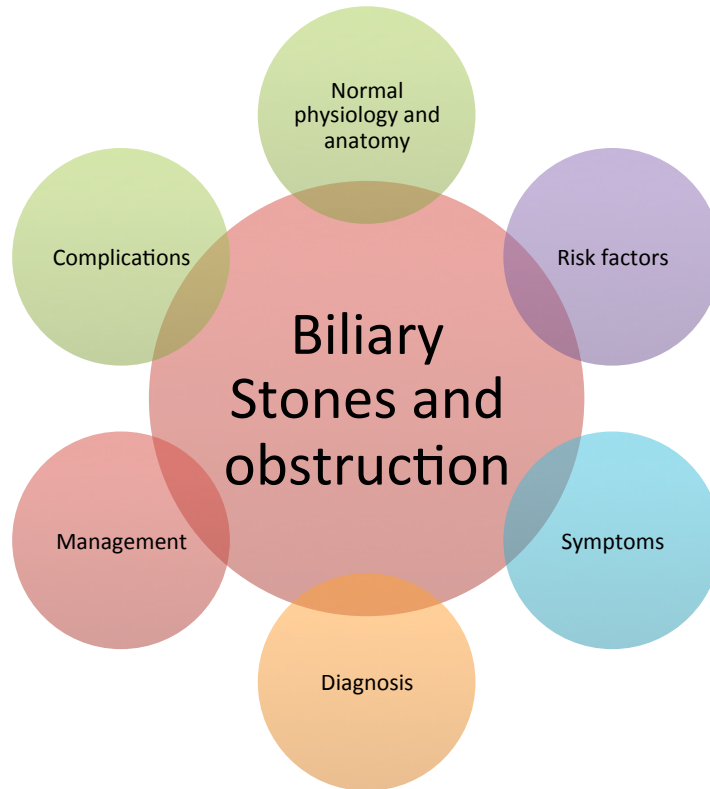 Normal
physiology and
anatomy
Complications
Risk factors
Biliary
Stones and
obstruction
Management
Symptoms
Diagnosis